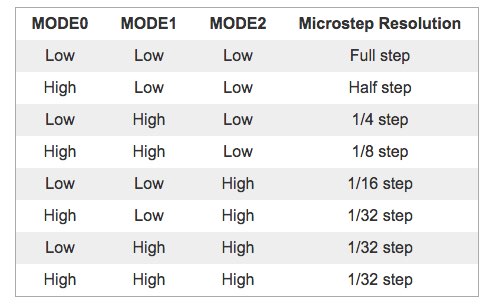 MODE0 MODE1 MODE2 Microstep Resolution
Low Low Low Full step
High Low Low Half step
Low High Low 1/4 step
High High Low 1/8 step
Low Low High 1/16 step
High Low High 1/32 step
Low High High 1/32 step
High High High 1/32 step